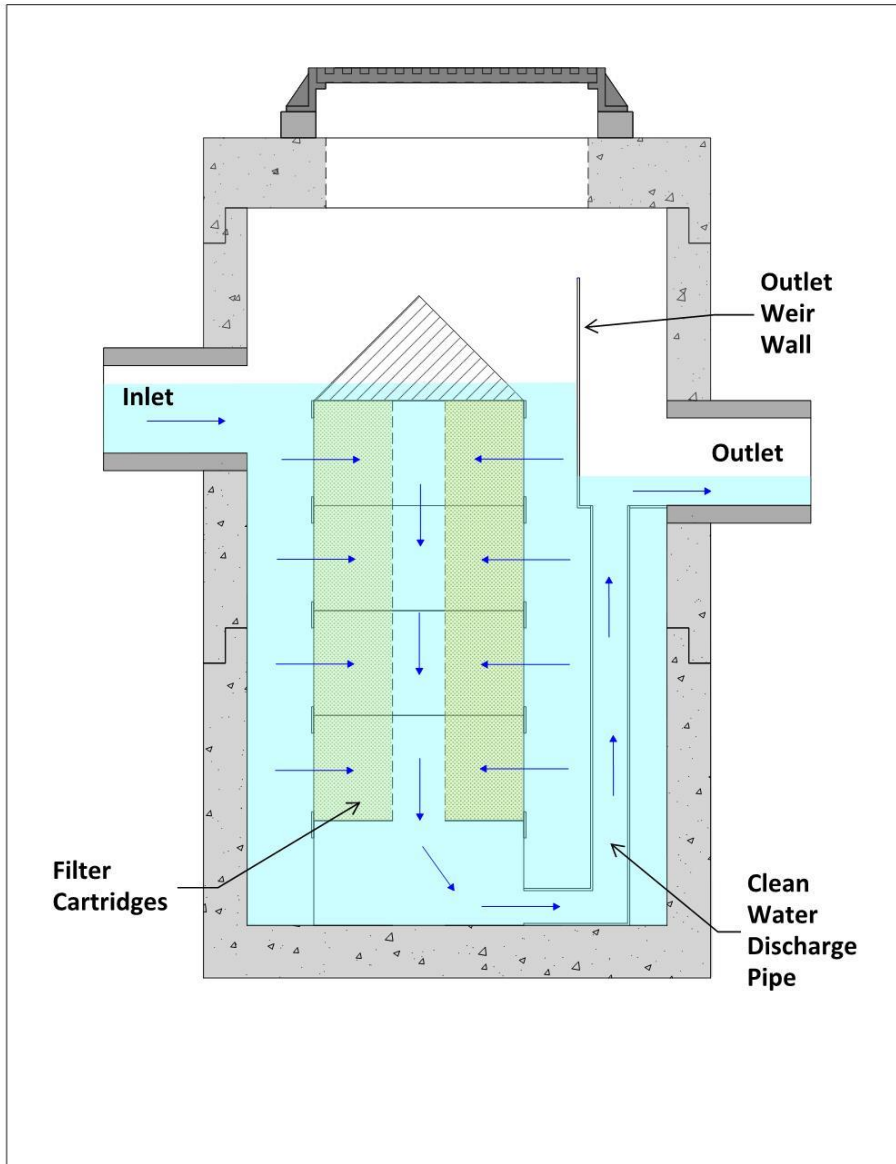 Outlet
Weir
Wall
Inlet
Outlet
Filter
Cartridges
Clean
Water
Discharge
Pipe